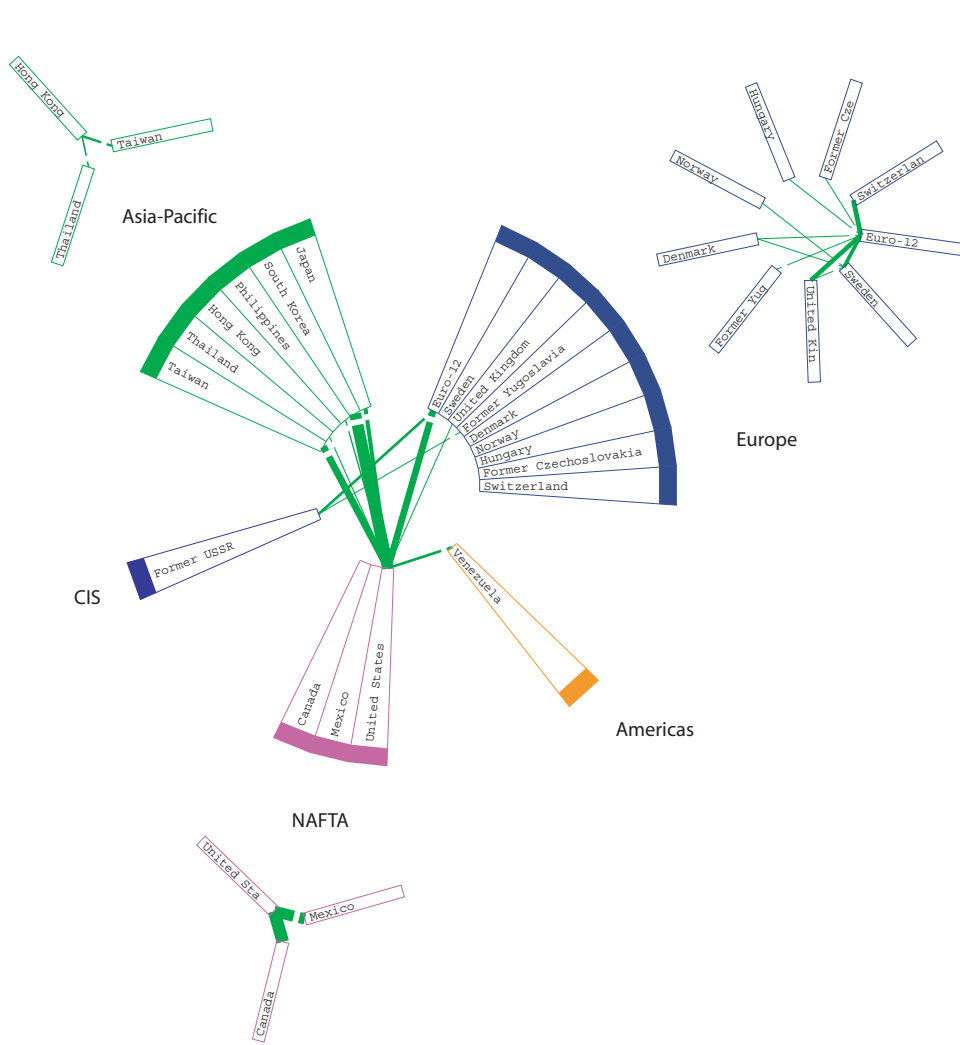 Hong Kong
Taiwan
Thailand
Asia-Pacific
Hungary
Former Cze
Switzerlan
Norway
Euro-12
Denmark
Sweden
Former Yug
United Kin
Europe
Japan
South Korea
Philippines
Hong Kong
Thailand
Taiwan
Euro-12
Sweden
United Kingdom
Former Yugoslavia
Denmark
Norway
Hungary
Former Czechoslovakia
Switzerland
Former USSR
CIS
Venezuela
Americas
Canada
Mexico
United States
NAFTA
United Sta
Mexico
Canada